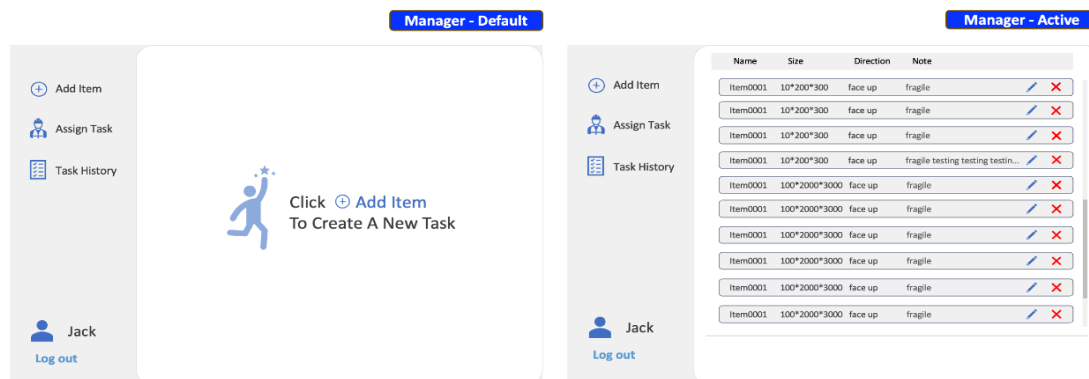 Manager - Default
Add Item
Assign Task
Task History
Click Add Item
To Create A New Task
Jack
Log out
Manager - Active
Add Item
Assign Task
Task History
Jack
Log out
Name Size Direction Note
Item0001 10*200*300 face up fragile
Item0001 10*200*300 face up fragile
Item0001 10*200*300 face up fragile
Item0001 10*200*300 face up fragile testing testing testin...
Item0001 100*2000*3000 face up fragile
Item0001 100*2000*3000 face up fragile
Item0001 100*2000*3000 face up fragile
Item0001 100*2000*3000 face up fragile
Item0001 100*2000*3000 face up fragile
Item0001 100*2000*3000 face up fragile